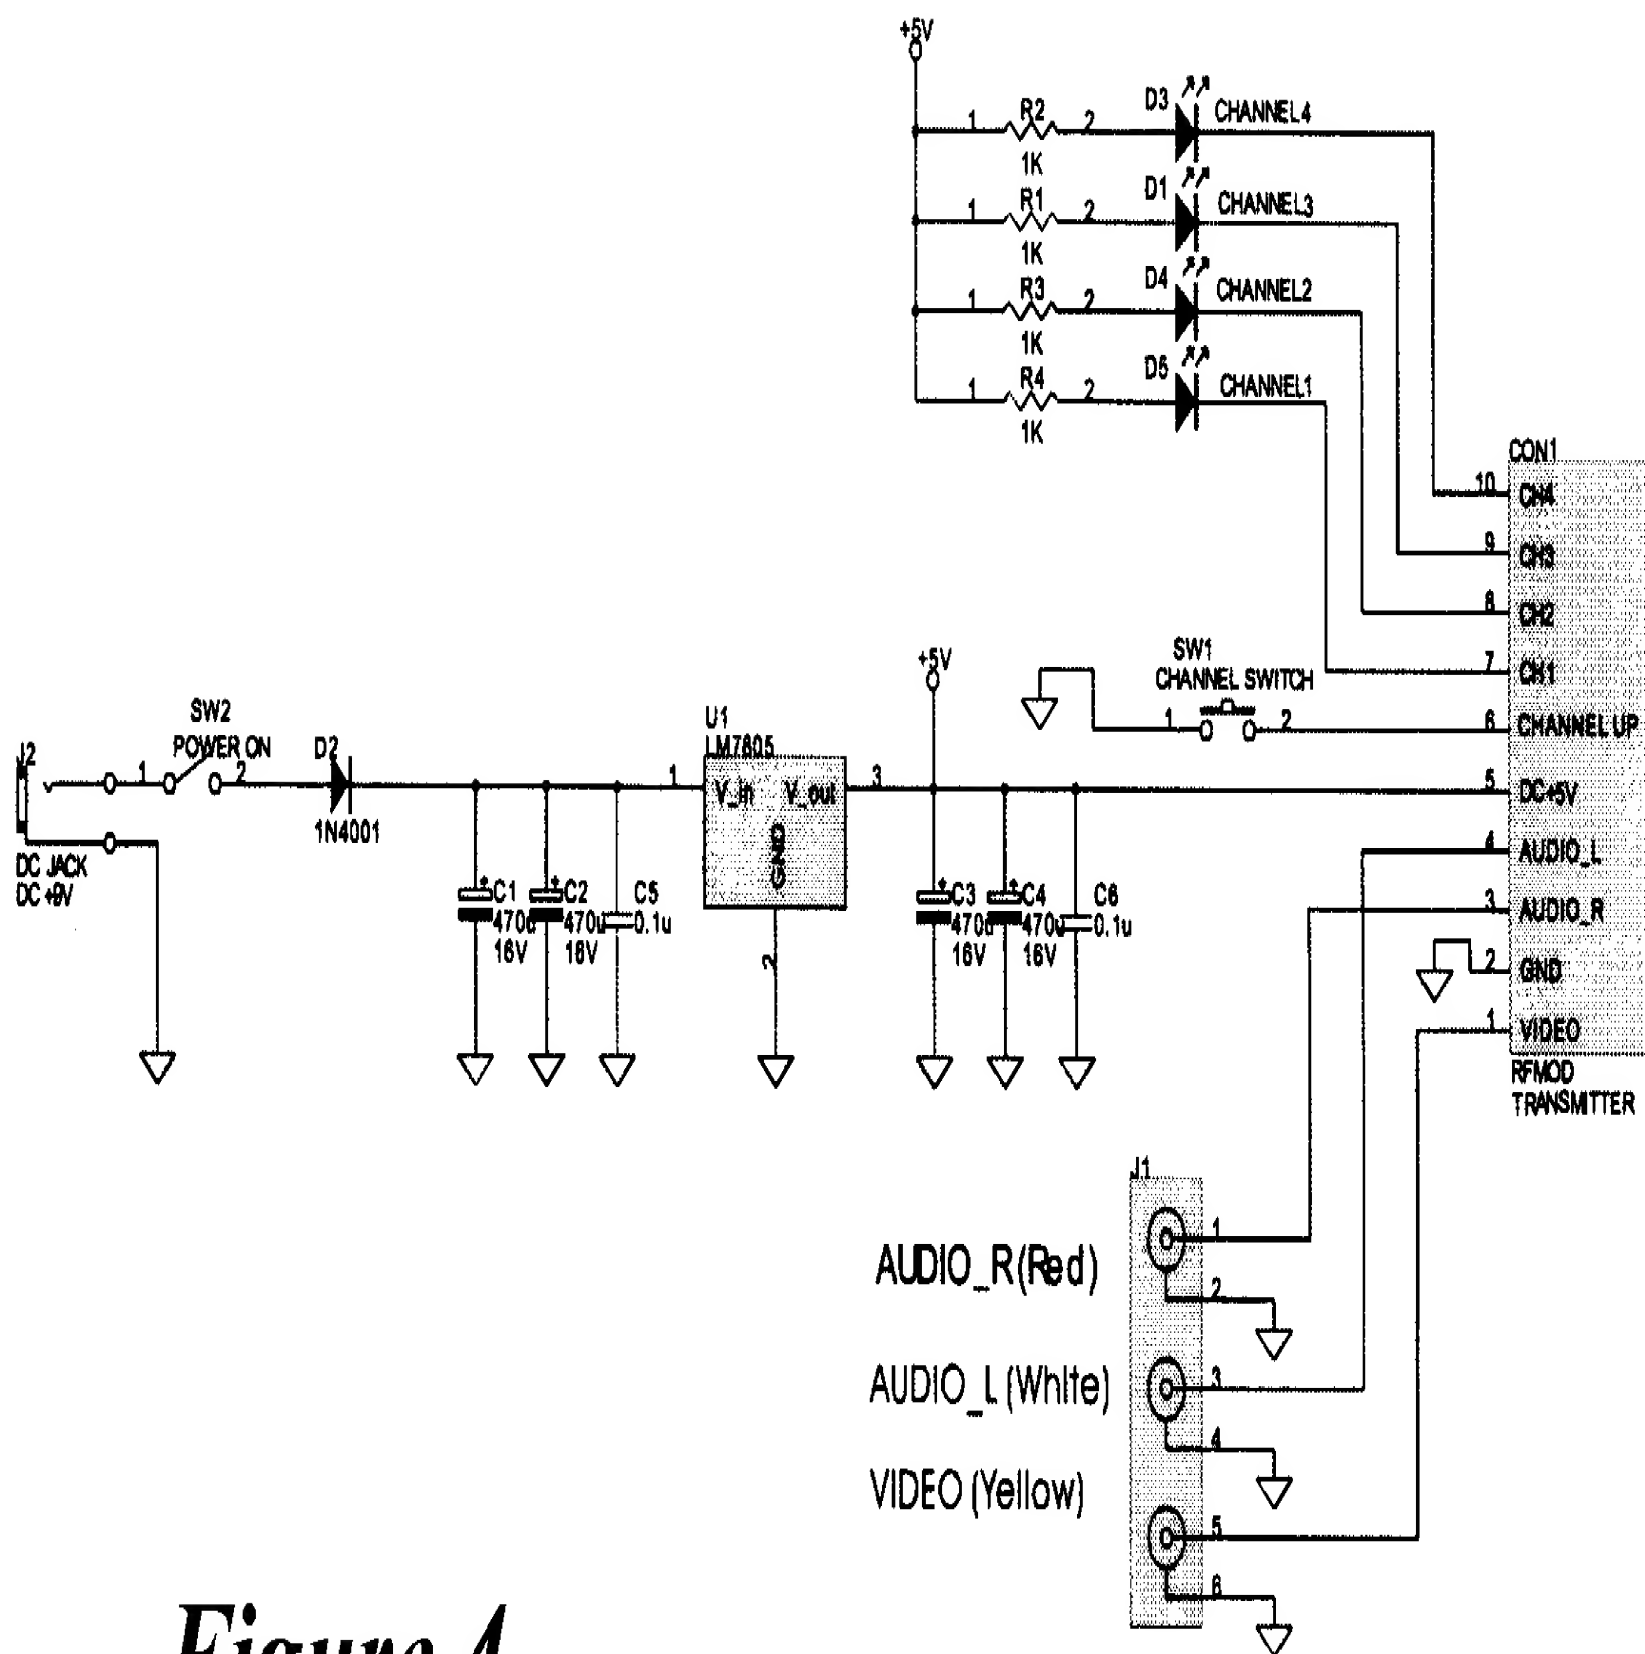 +5V
1 R2 2 D3 CHANNEL4
1K
1 R1 2 D1 CHANNEL3
1K
1 R3 2 D4 CHANNEL2
1K
1 R4 2 D5 CHANNEL1
1K
CON1
10 CH4
9 CH3
8 CH2
7 CH1
6 CHANNEL UP
5 DC+5V
4 AUDIO_L
3 AUDIO_R
2 GND
1 VIDEO
RFMOD
TRANSMITTER
SW1
CHANNEL SWITCH
1 2
+5V
SW2
POWER ON
1 2
D2
1N4001
J2
DC JACK
DC +9V
U1
LM7805
1 V_in V_out 3
GND
2
C1
470u
16V
C2
470u
16V
C5
0.1u
C3
470u
16V
C4
470u
16V
C6
0.1u
J1
AUDIO_R (Red)
1
2
AUDIO_L (White)
3
4
VIDEO (Yellow)
5
6
Figure 4